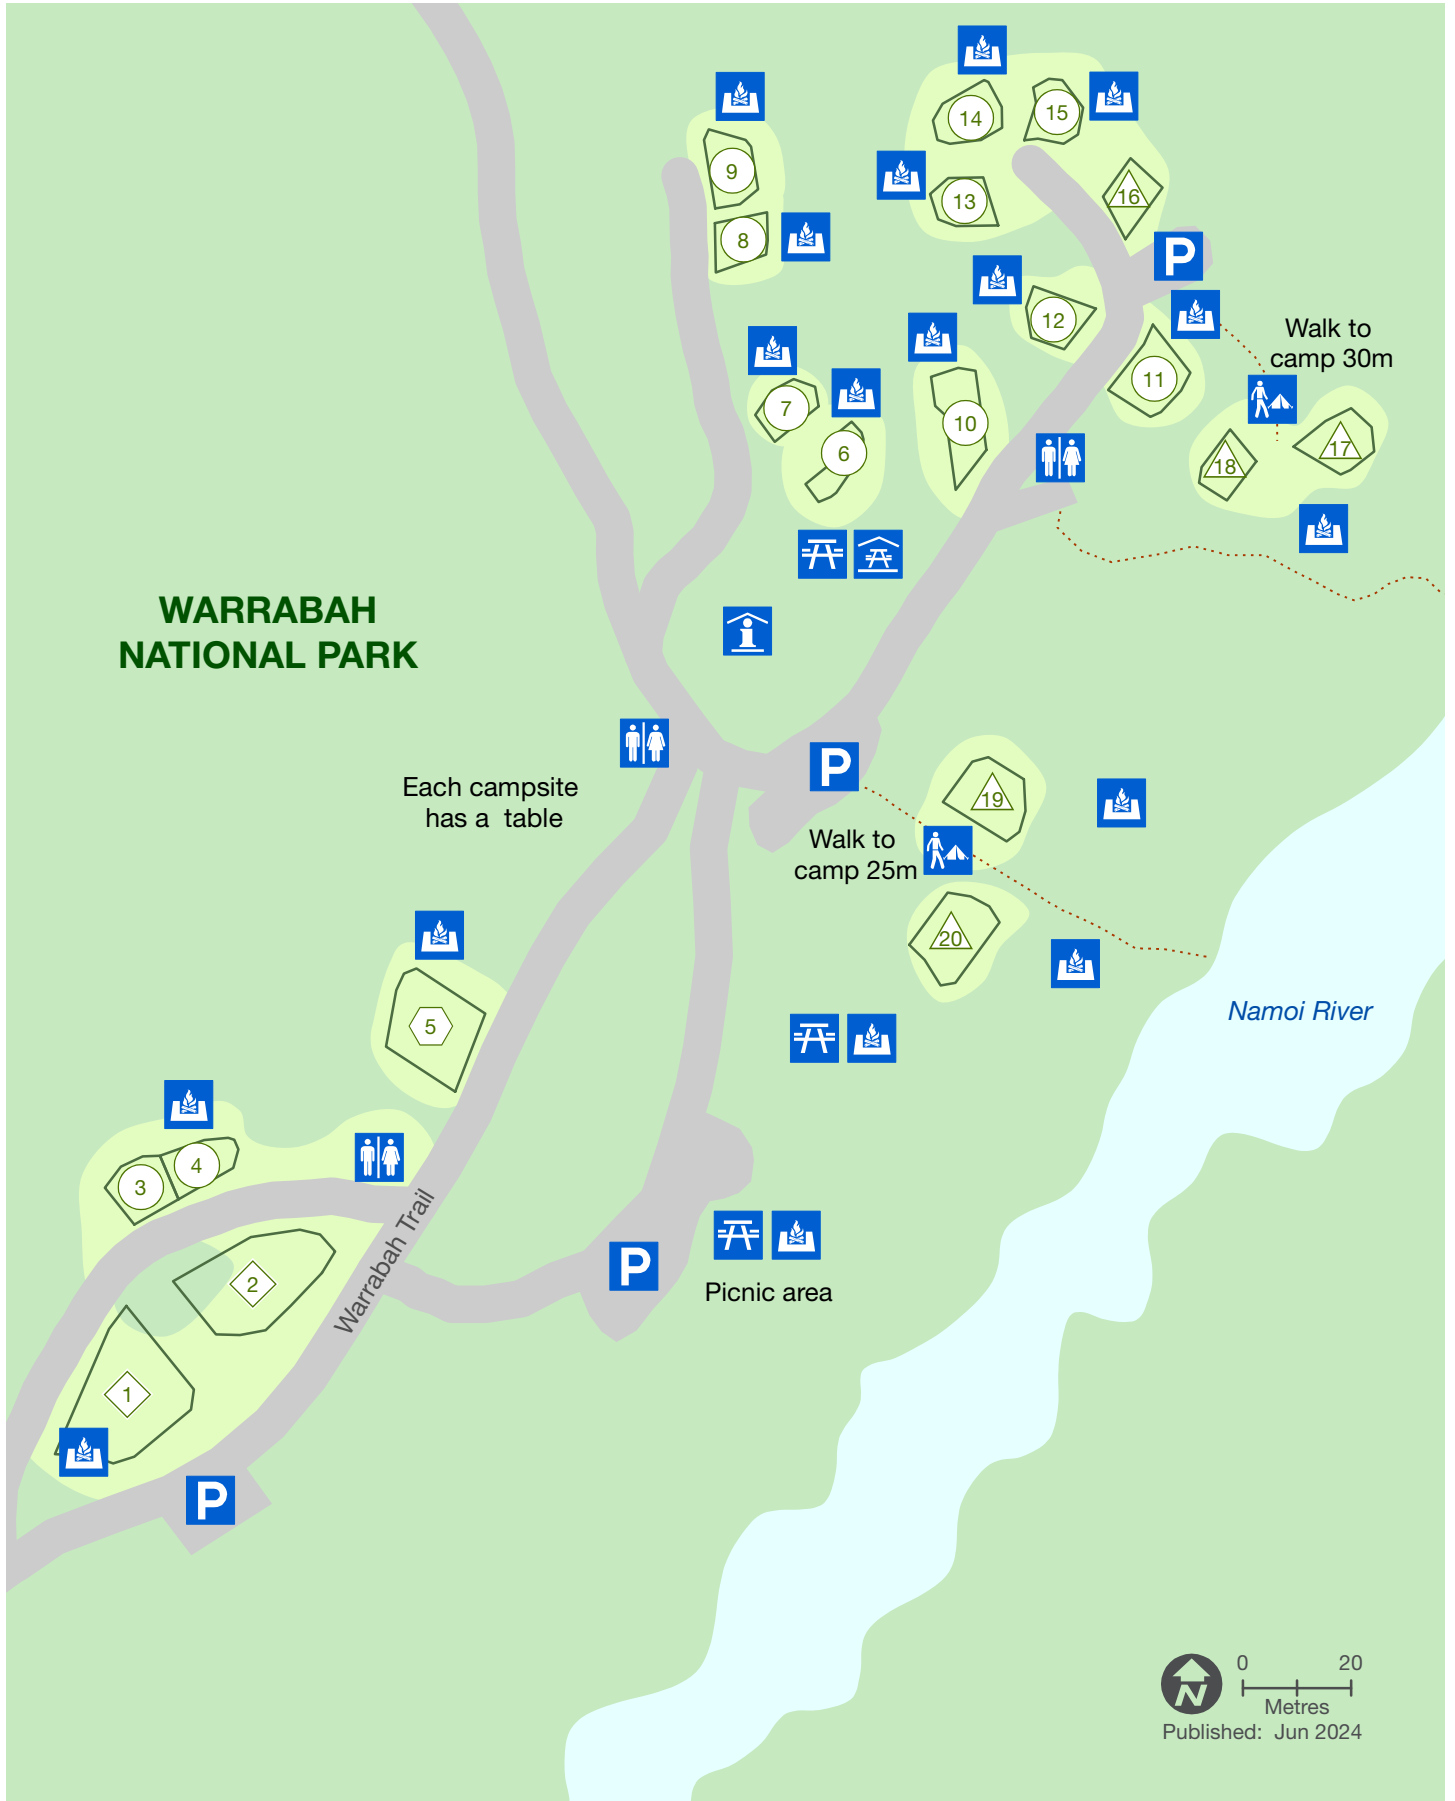 14
15
9
16
13
8
P
12
Walk to
camp 30m
11
7
10
6
17
18
WARRABAH
NATIONAL PARK
P
Each campsite
has a table
19
Walk to
camp 25m
20
Namoi River
5
4
3
Warrabah Trail
P
2
Picnic area
1
P
N
0 20
Metres
Published: Jun 2024